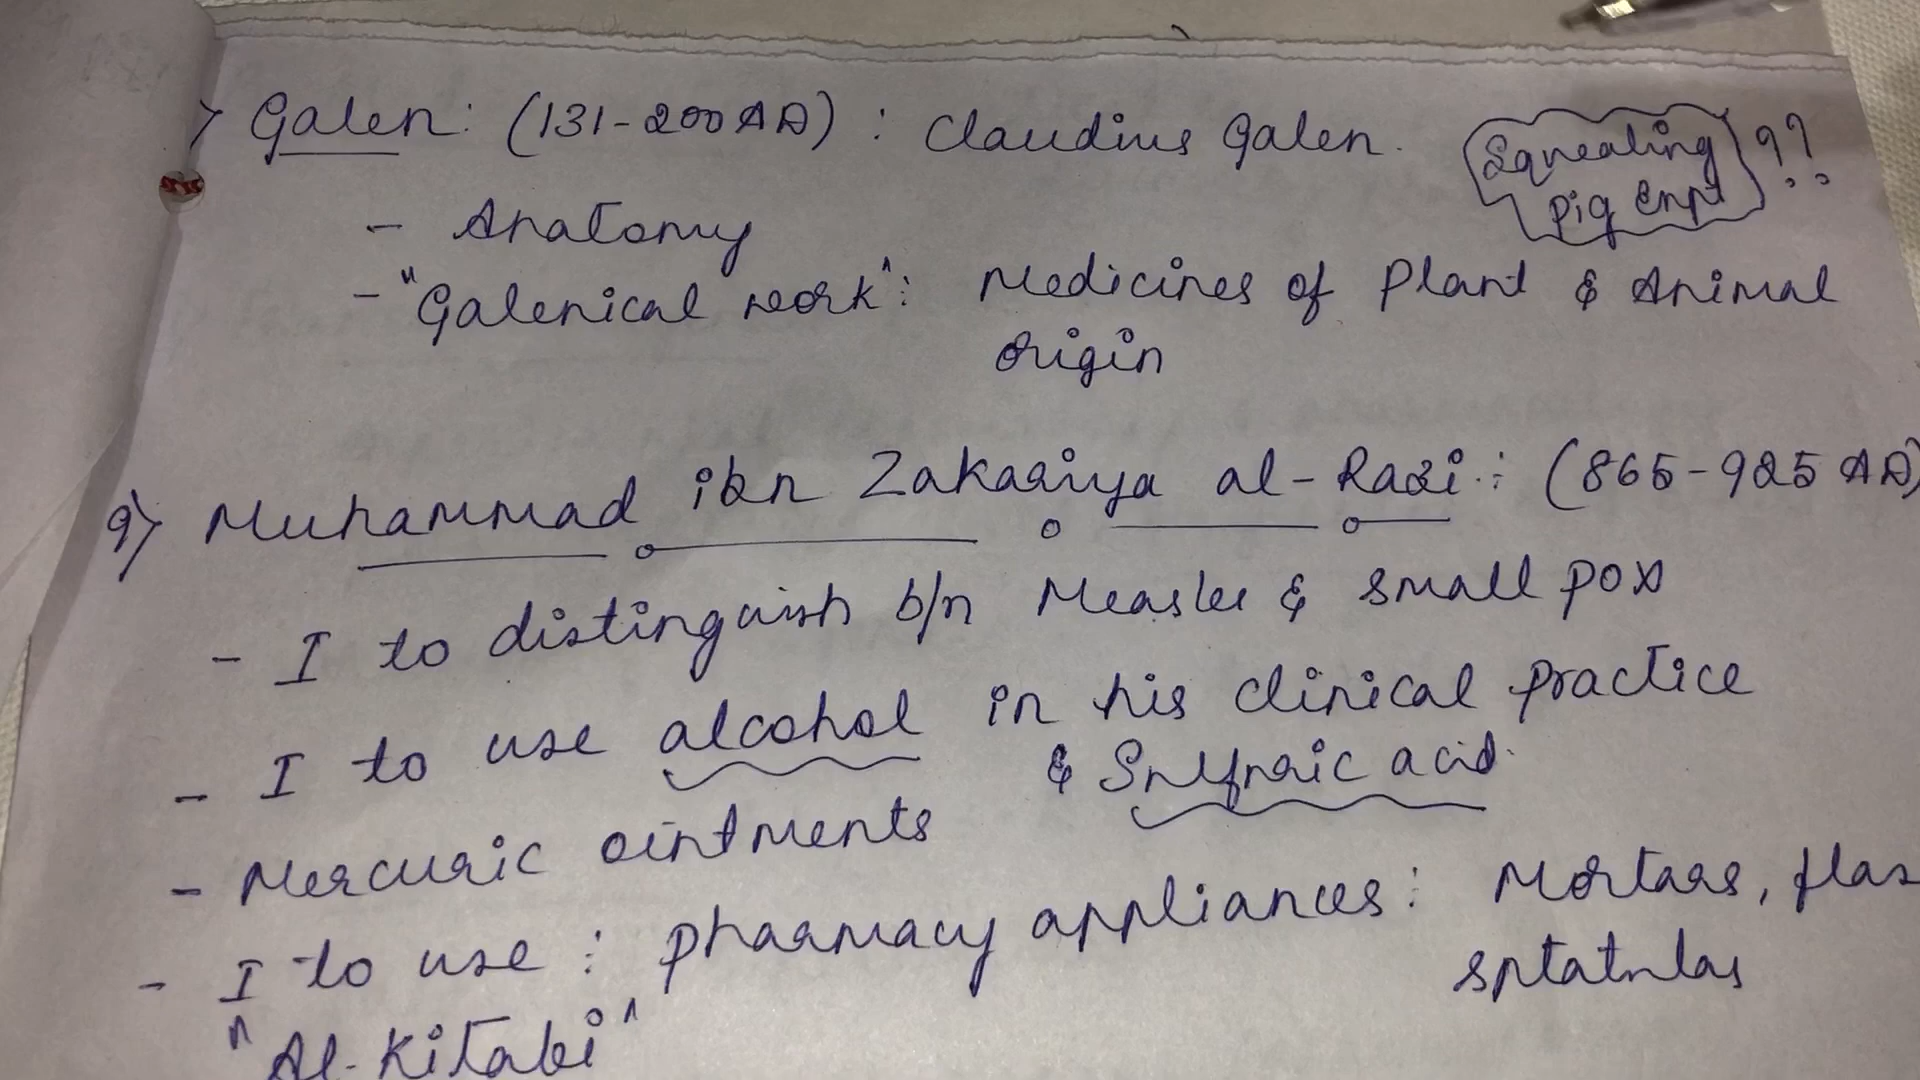 > Galen: (131-200 AD) : Claudius Galen.
Squealing ??
Pig Expt
- Anatomy
- "Galenical work": Medicines of Plant & Animal
origin
9) Muhammad ibn Zakariya al-Razi: (865-925 AD)
- I to distinguish b/n Measles & small pox
- I to use alcohol in his clinical practice
& Sulfuric acid.
- Mercuric ointments
- I to use : pharmacy appliances: Mortars, flas
sptatulas
"Al-Kitabi"